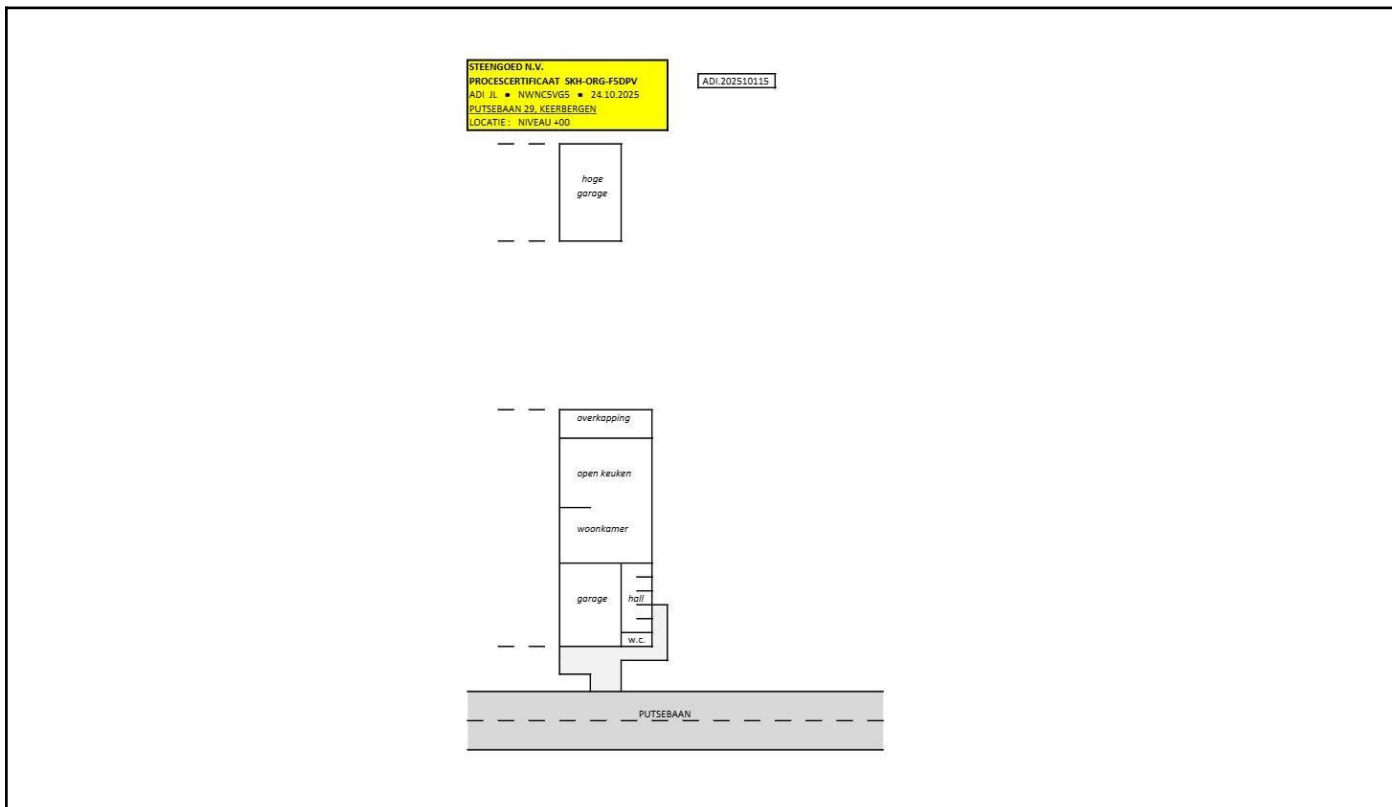 STEENGOED N.V.
PROCESCERTIFICAAT SKH-ORG-F5DPV
ADI JL • NWNC5VG5 • 24.10.2025
PUTSEBAAN 29, KEERBERGEN
LOCATIE : NIVEAU +00
ADI.202510115
hoge
garage
overkapping
open keuken
woonkamer
garage hall
w.c.
PUTSEBAAN